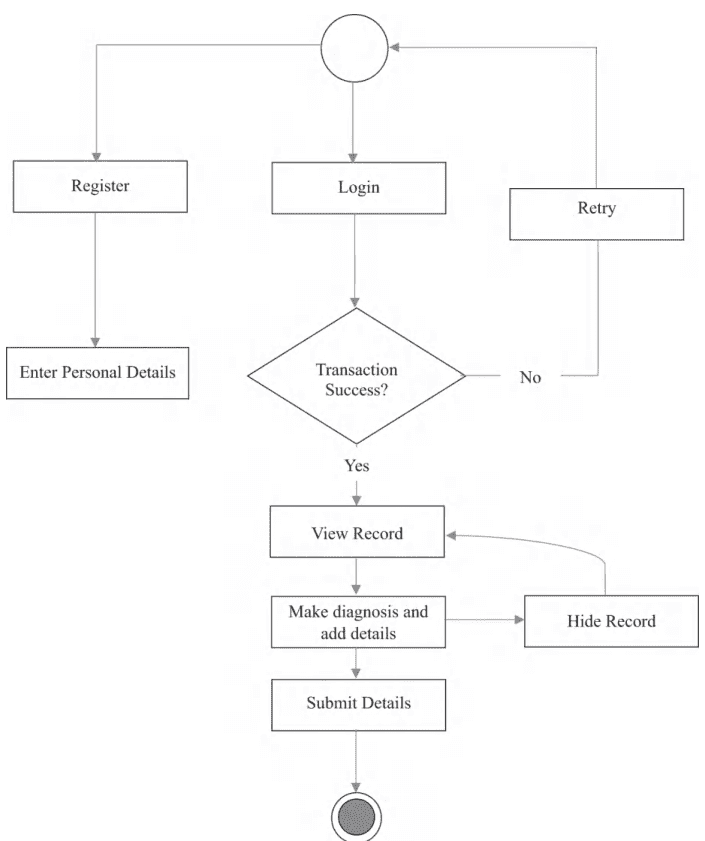 Register
Login
Retry
Enter Personal Details
Transaction
Success?
No
Yes
View Record
Make diagnosis and
add details
Hide Record
Submit Details